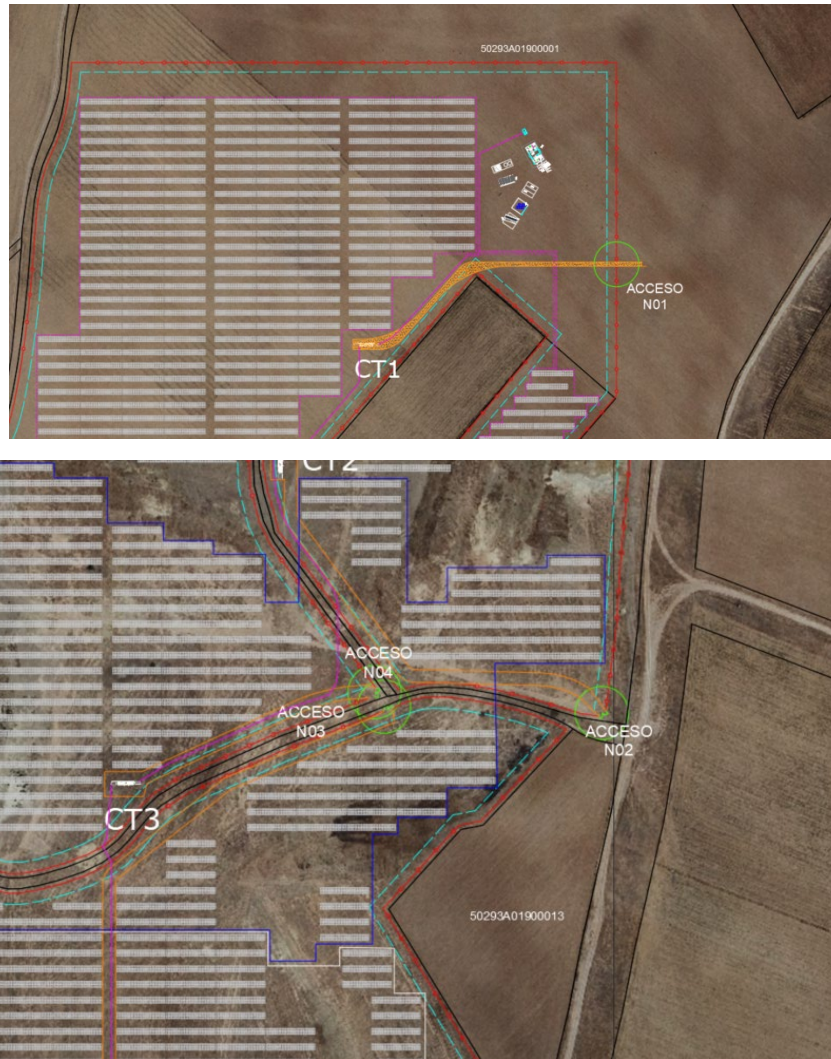 50293A01900001
ACCESO
N01
CT1
CT2
ACCESO
N04
ACCESO
N03
ACCESO
N02
CT3
50293A01900013